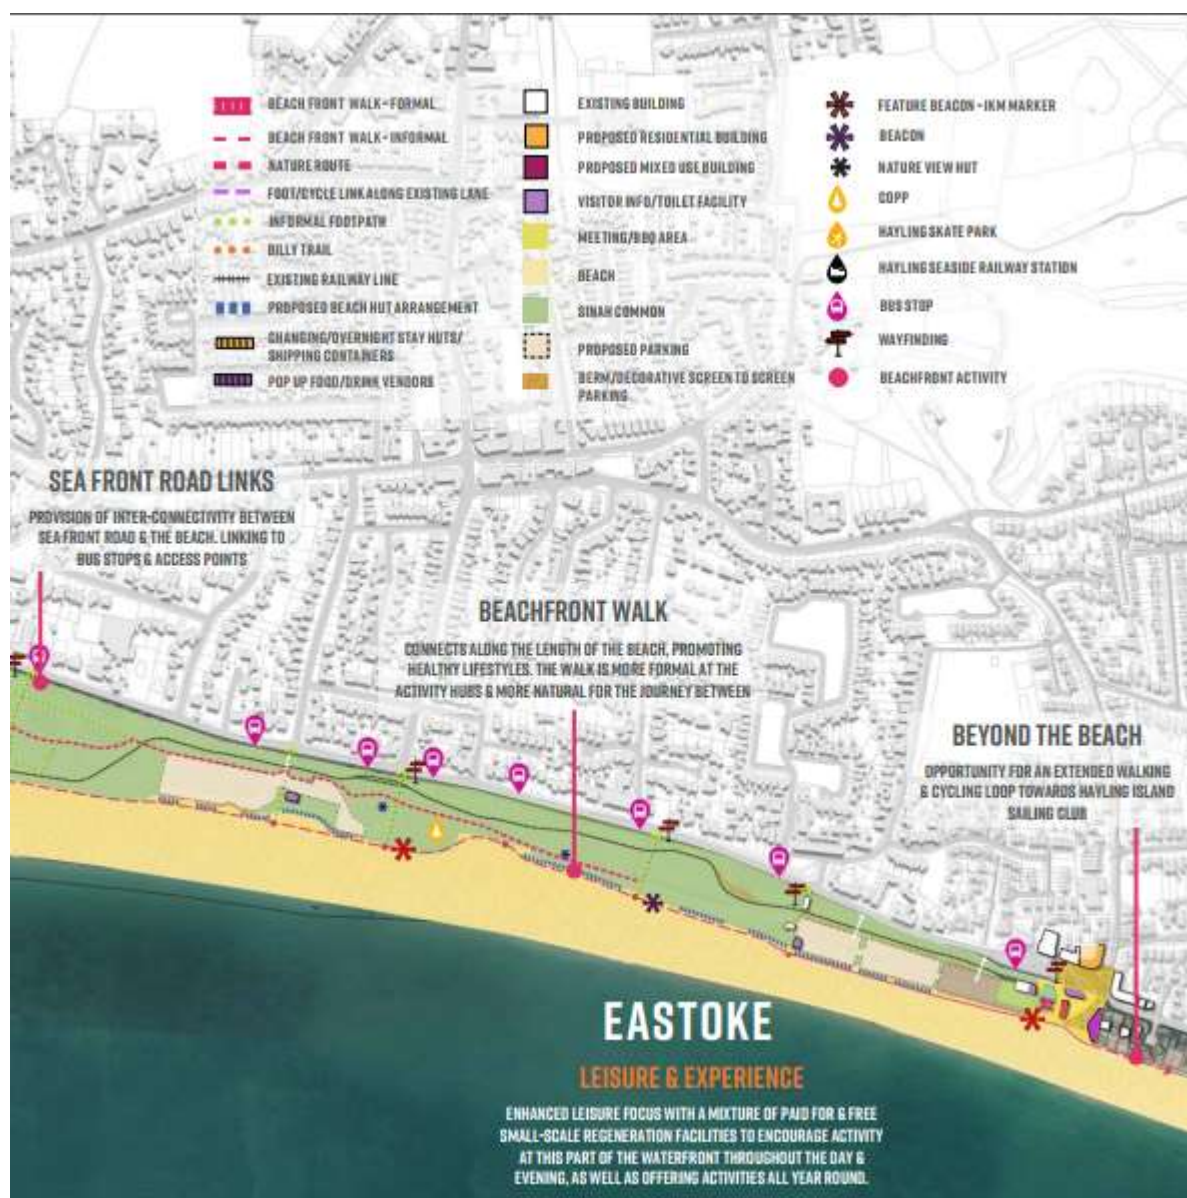 BEACH FRONT WALK - FORMAL
BEACH FRONT WALK - INFORMAL
NATURE ROUTE
FOOT/CYCLE LINK ALONG EXISTING LANE
INFORMAL FOOTPATH
BILLY TRAIL
EXISTING RAILWAY LINE
PROPOSED BEACH HUT ARRANGEMENT
CHANGING/OVERNIGHT STAY HUTS/
SHIPPING CONTAINERS
POP UP FOOD/DRINK VENDORS
EXISTING BUILDING
PROPOSED RESIDENTIAL BUILDING
PROPOSED MIXED USE BUILDING
VISITOR INFO/TOILET FACILITY
MEETING/BBQ AREA
BEACH
SINAH COMMON
PROPOSED PARKING
BERM/DECORATIVE SCREEN TO SCREEN
PARKING
FEATURE BEACON - 1KM MARKER
BEACON
NATURE VIEW HUT
COPP
HAYLING SKATE PARK
HAYLING SEASIDE RAILWAY STATION
BUS STOP
WAYFINDING
BEACHFRONT ACTIVITY
SEA FRONT ROAD LINKS
PROVISION OF INTER-CONNECTIVITY BETWEEN
SEA FRONT ROAD & THE BEACH. LINKING TO
BUS STOPS & ACCESS POINTS
BEACHFRONT WALK
CONNECTS ALONG THE LENGTH OF THE BEACH, PROMOTING
HEALTHY LIFESTYLES. THE WALK IS MORE FORMAL AT THE
ACTIVITY HUBS & MORE NATURAL FOR THE JOURNEY BETWEEN
BEYOND THE BEACH
OPPORTUNITY FOR AN EXTENDED WALKING
& CYCLING LOOP TOWARDS HAYLING ISLAND
SAILING CLUB
EASTOKE
LEISURE & EXPERIENCE
ENHANCED LEISURE FOCUS WITH A MIXTURE OF PAID FOR & FREE
SMALL-SCALE REGENERATION FACILITIES TO ENCOURAGE ACTIVITY
AT THIS PART OF THE WATERFRONT THROUGHOUT THE DAY &
EVENING, AS WELL AS OFFERING ACTIVITIES ALL YEAR ROUND.